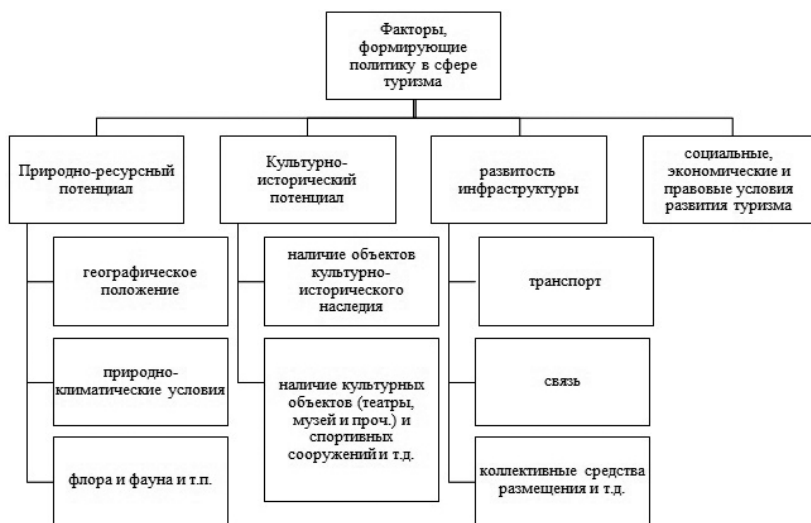 Факторы,
формирующие
политику в сфере
туризма
Природно-ресурсный
потенциал
Культурно-
исторический
потенциал
развитость
инфраструктуры
социальные,
экономические и
правовые условия
развития туризма
географическое
положение
наличие объектов
культурно-
исторического
наследия
транспорт
природно-
климатические условия
наличие культурных
объектов (театры,
музей и проч.) и
спортивных
сооружений и т.д.
связь
флора и фауна и т.п.
коллективные средства
размещения и т.д.